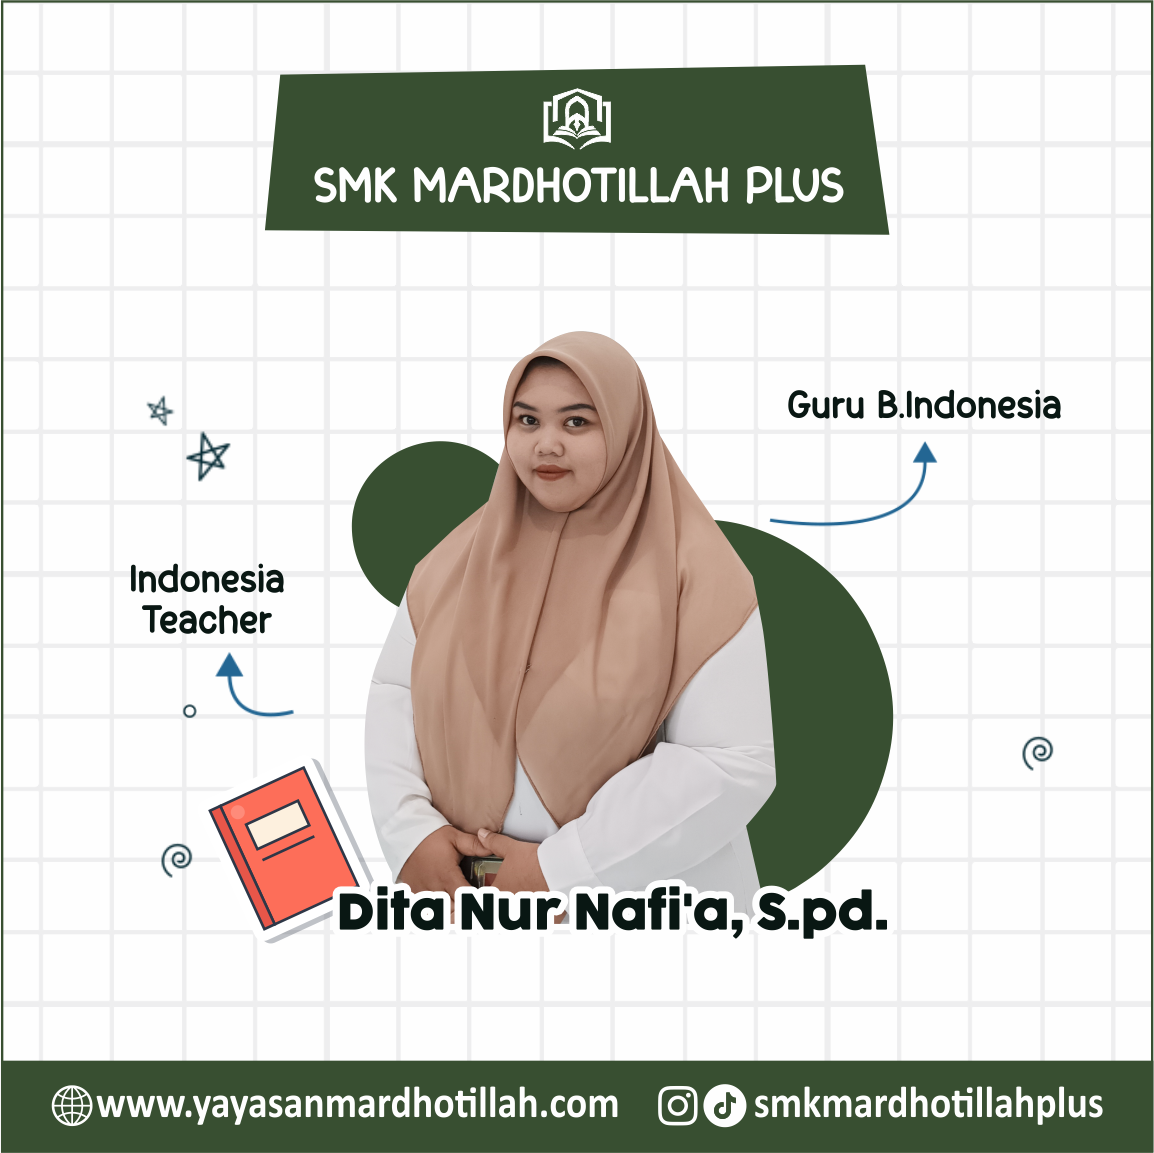 SMK MARDHOTILLAH PLUS
Guru B.Indonesia
Indonesia
Teacher
Dita Nur Nafi'a, S.pd.
www.yayasanmardhotillah.com
smkmardhotillahplus